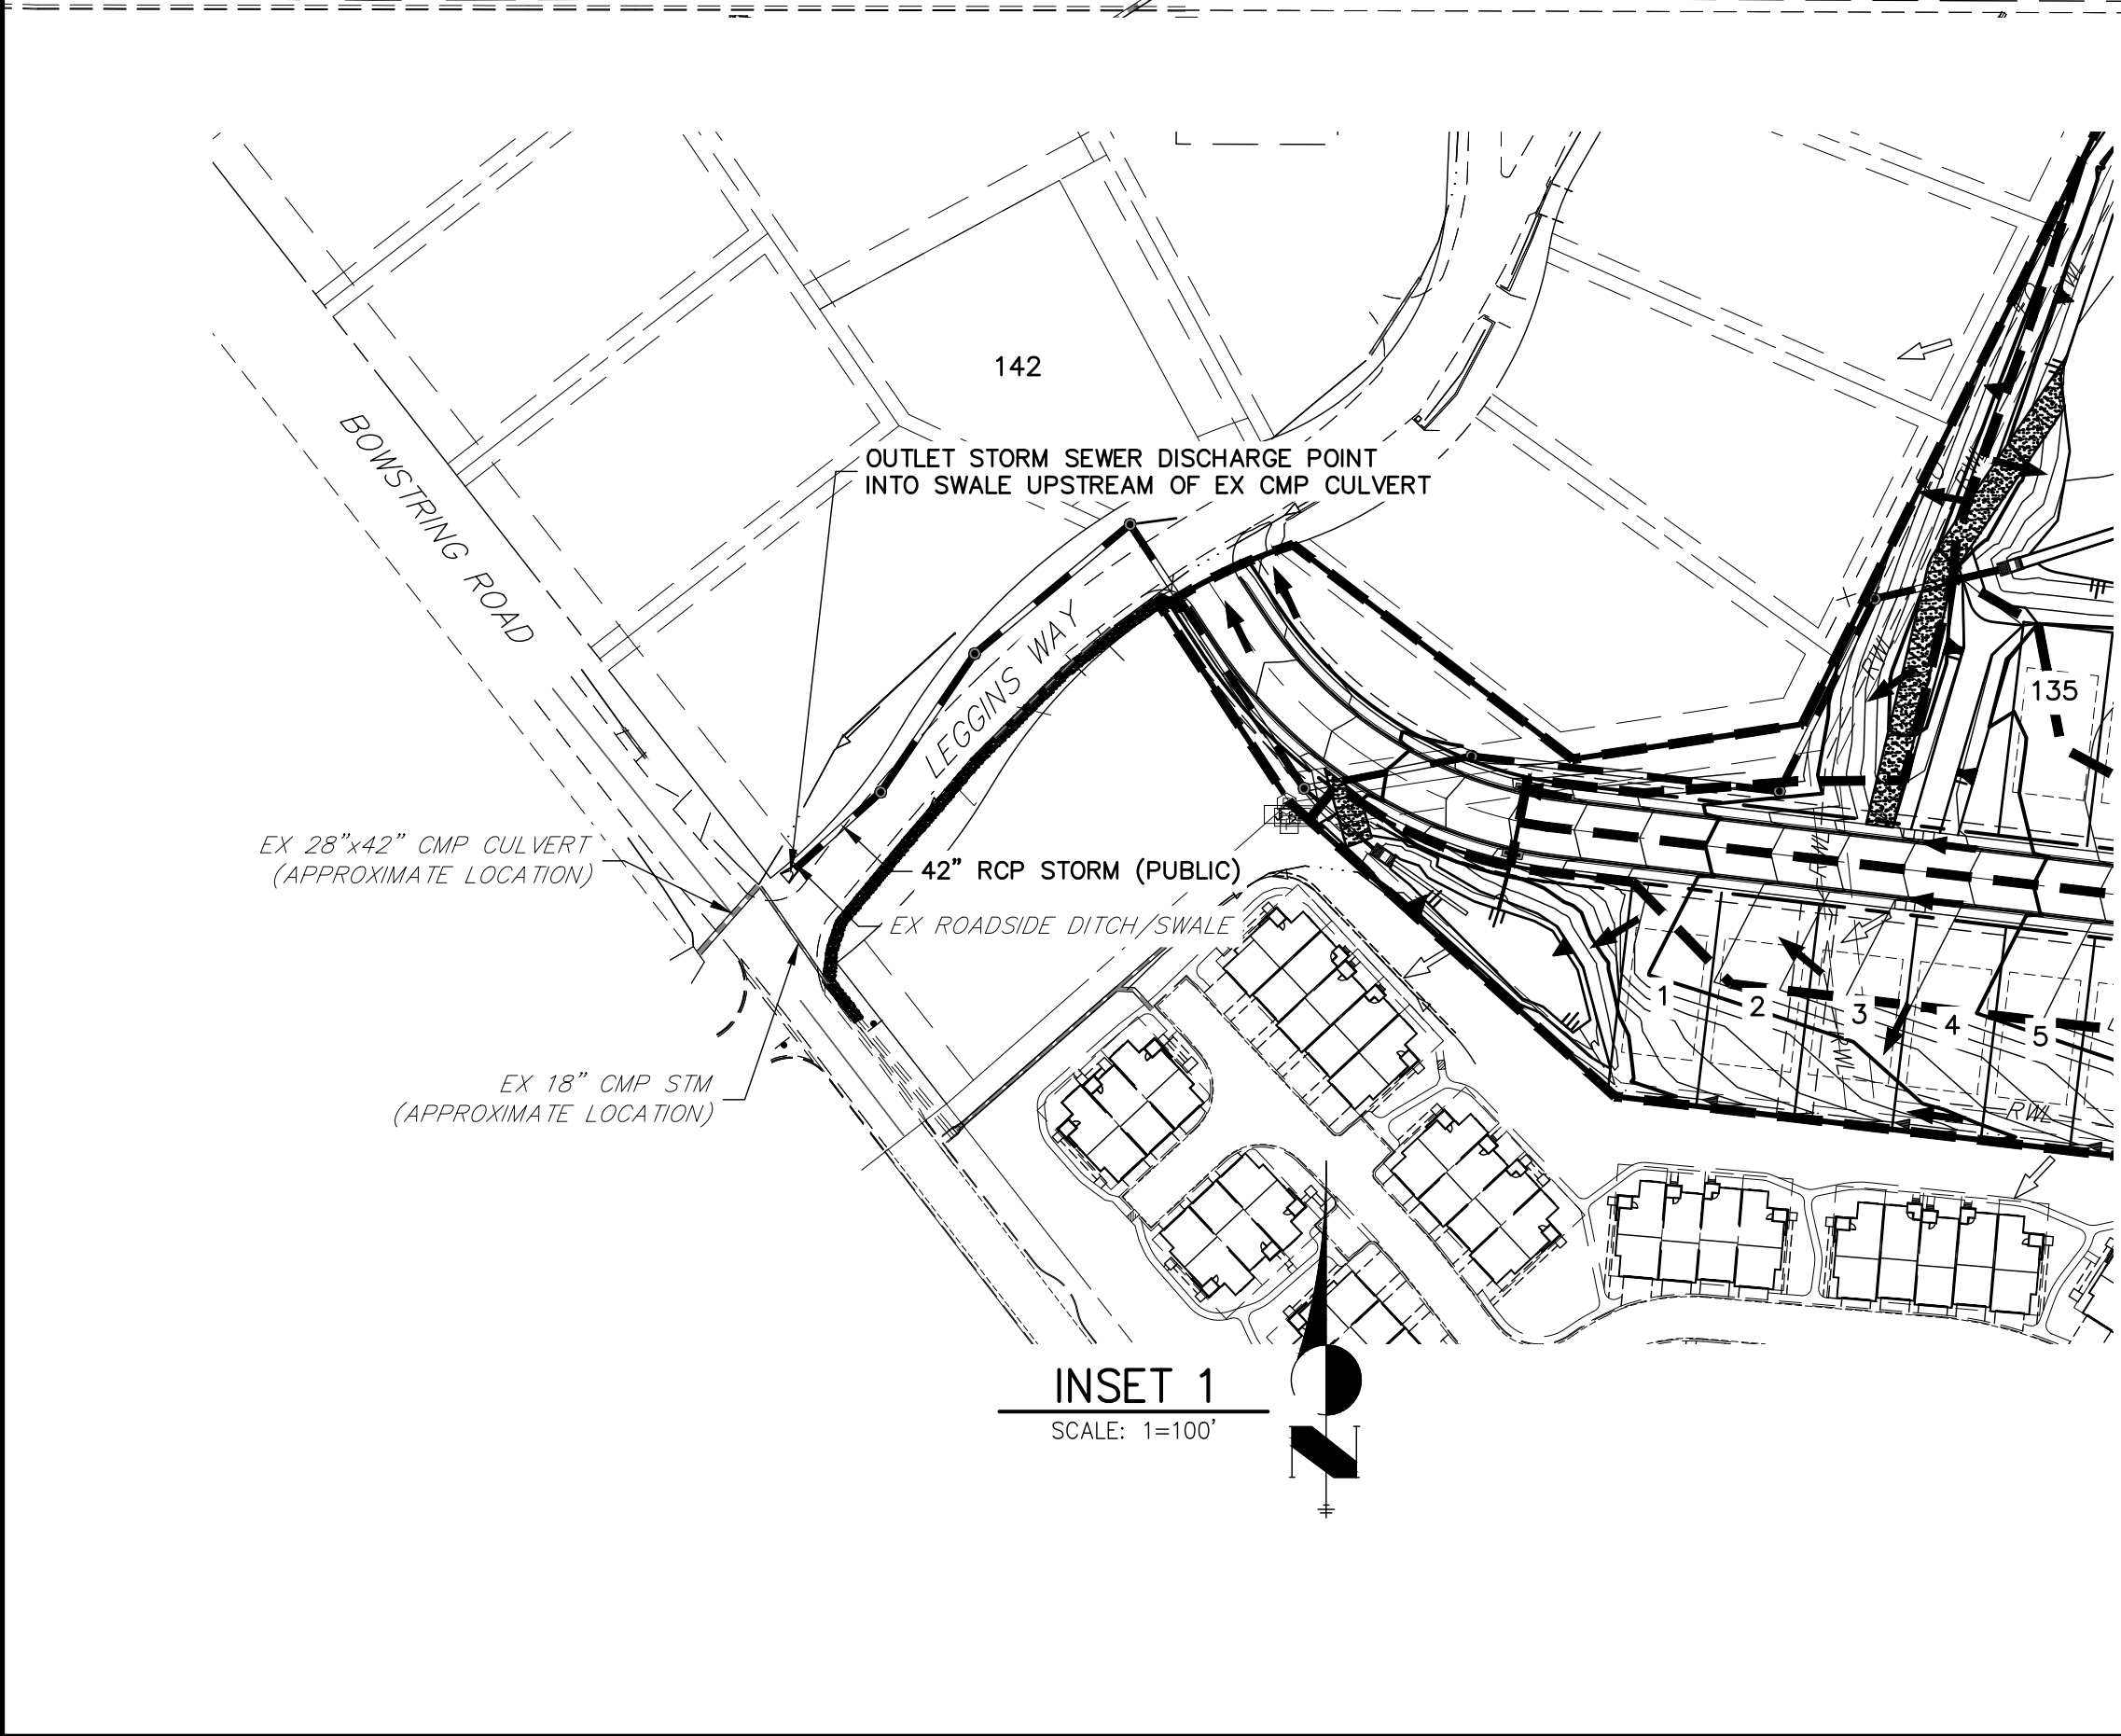 142
BOWSTRING ROAD
OUTLET STORM SEWER DISCHARGE POINT
INTO SWALE UPSTREAM OF EX CMP CULVERT
LEGGINS WAY
RWL
135
EX 28"x42" CMP CULVERT
(APPROXIMATE LOCATION)
42" RCP STORM (PUBLIC)
EX ROADSIDE DITCH/SWALE
1
2
3
4
5
EX 18" CMP STM
(APPROXIMATE LOCATION)
RWL
INSET 1
SCALE: 1=100'
N